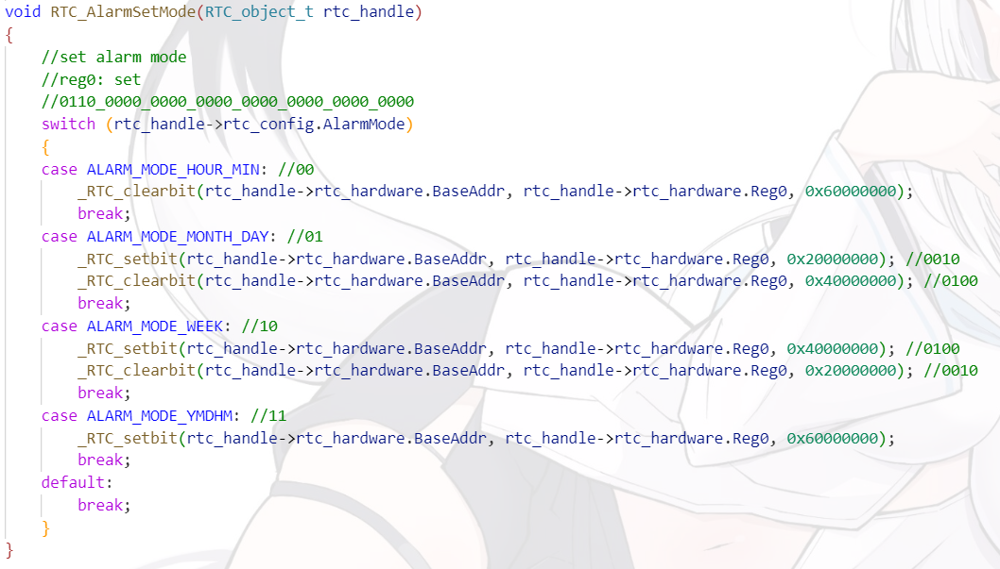 void RTC_AlarmSetMode(RTC_object_t rtc_handle)
{
    //set alarm mode
    //reg0: set
    //0110_0000_0000_0000_0000_0000_0000_0000
    switch (rtc_handle->rtc_config.AlarmMode)
    {
    case ALARM_MODE_HOUR_MIN: //00
        _RTC_clearbit(rtc_handle->rtc_hardware.BaseAddr, rtc_handle->rtc_hardware.Reg0, 0x60000000);
        break;
    case ALARM_MODE_MONTH_DAY: //01
        _RTC_setbit(rtc_handle->rtc_hardware.BaseAddr, rtc_handle->rtc_hardware.Reg0, 0x20000000); //0010
        _RTC_clearbit(rtc_handle->rtc_hardware.BaseAddr, rtc_handle->rtc_hardware.Reg0, 0x40000000); //0100
        break;
    case ALARM_MODE_WEEK: //10
        _RTC_setbit(rtc_handle->rtc_hardware.BaseAddr, rtc_handle->rtc_hardware.Reg0, 0x40000000); //0100
        _RTC_clearbit(rtc_handle->rtc_hardware.BaseAddr, rtc_handle->rtc_hardware.Reg0, 0x20000000); //0010
        break;
    case ALARM_MODE_YMDHM: //11
        _RTC_setbit(rtc_handle->rtc_hardware.BaseAddr, rtc_handle->rtc_hardware.Reg0, 0x60000000);
        break;
    default:
        break;
    }
}